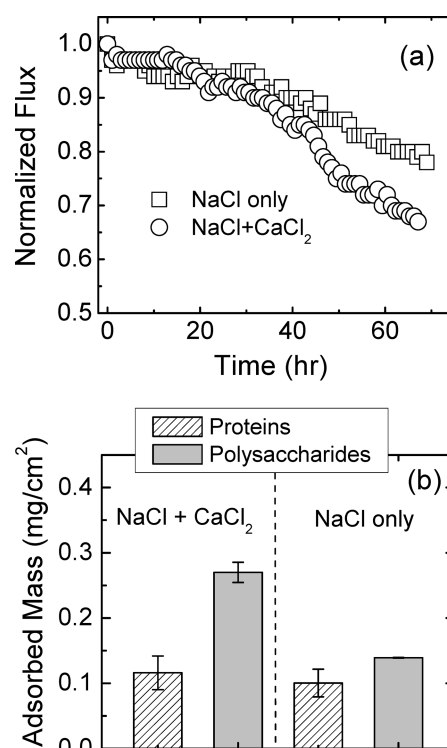 1.0
0.9
0.8
0.7
0.6
0.5
Normalized Flux
(a)
NaCl only
NaCl+CaCl₂
0 20 40 60
Time (hr)
Proteins
Polysaccharides
(b)
NaCl + CaCl₂
NaCl only
0.4
0.3
0.2
0.1
0.0
Adsorbed Mass (mg/cm²)